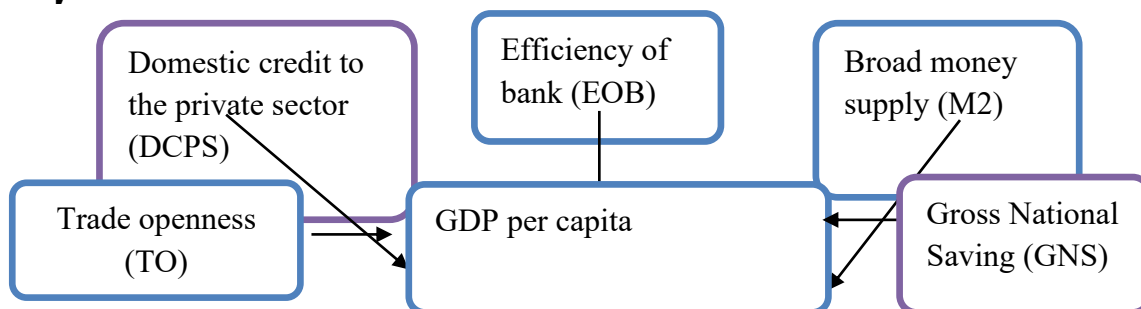 Domestic credit to
the private sector
(DCPS)
Efficiency of
bank (EOB)
Broad money
supply (M2)
Trade openness
(TO)
GDP per capita
Gross National
Saving (GNS)